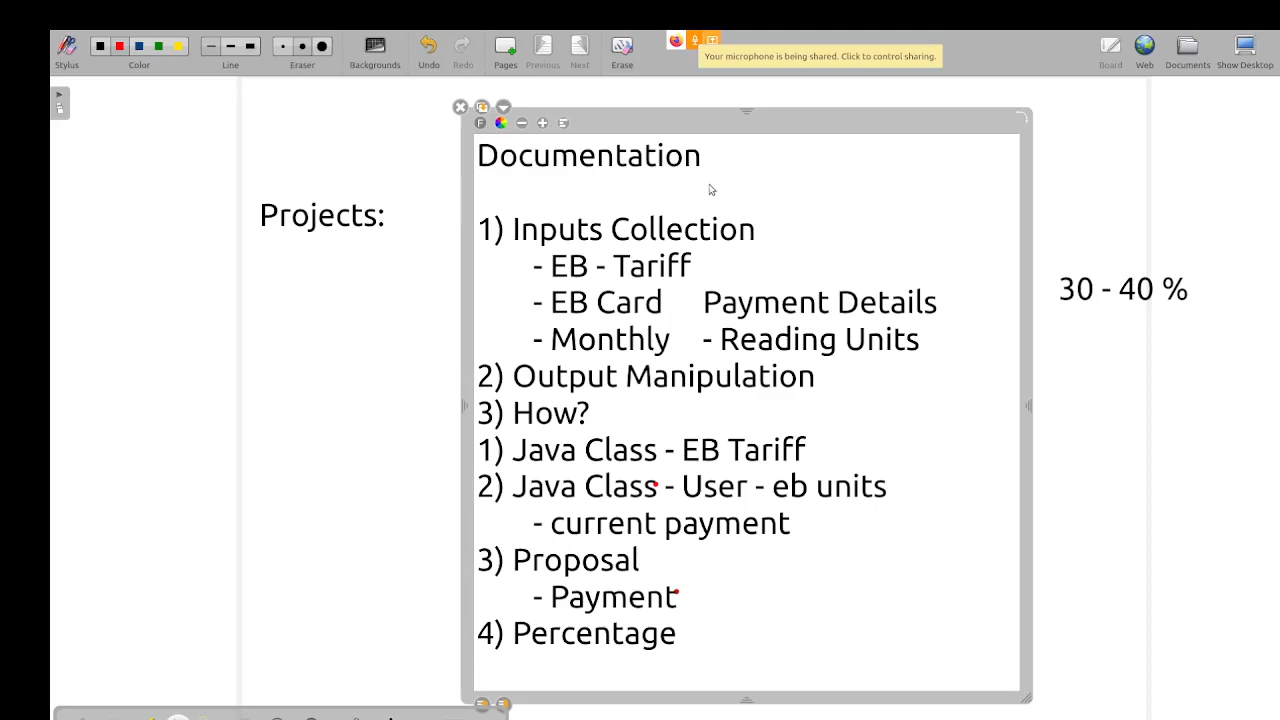 Stylus
Color
Line
Eraser
Backgrounds
Undo
Redo
Pages
Previous
Next
Erase
Your microphone is being shared. Click to control sharing.
Board
Web
Documents
Show Desktop
Projects:
Documentation
1) Inputs Collection
- EB - Tariff
- EB Card Payment Details
- Monthly - Reading Units
2) Output Manipulation
3) How?
1) Java Class - EB Tariff
2) Java Class - User - eb units
- current payment
3) Proposal
- Payment
4) Percentage
30 - 40 %